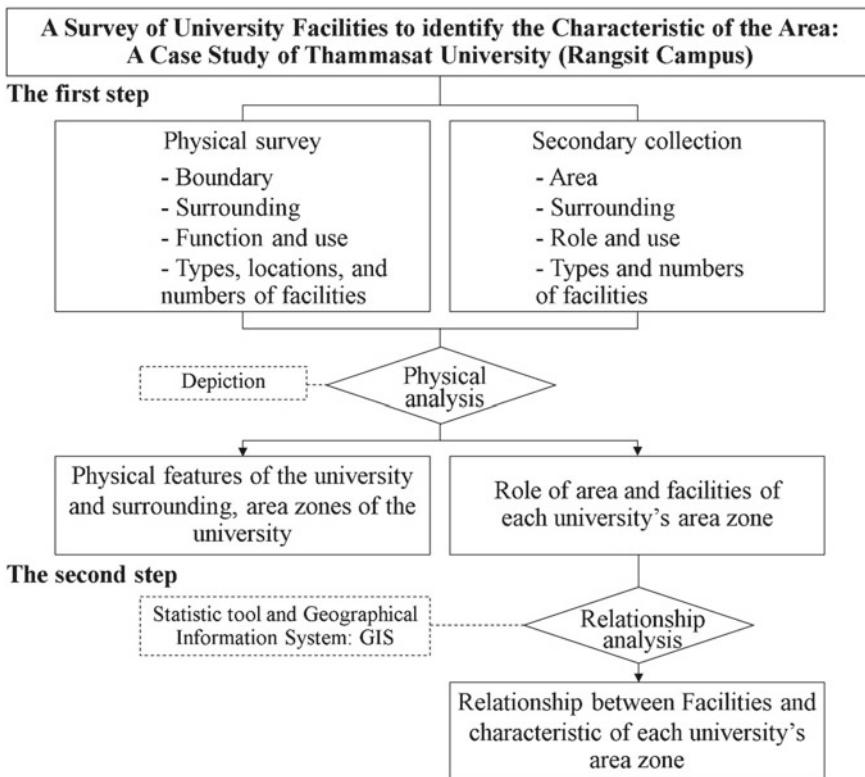 A Survey of University Facilities to identify the Characteristic of the Area:
A Case Study of Thammasat University (Rangsit Campus)
The first step
Physical survey
- Boundary
- Surrounding
- Function and use
- Types, locations, and
numbers of facilities
Secondary collection
- Area
- Surrounding
- Role and use
- Types and numbers
of facilities
Depiction
Physical
analysis
Physical features of the university
and surrounding, area zones of the
university
Role of area and facilities of
each university's area zone
The second step
Statistic tool and Geographical
Information System: GIS
Relationship
analysis
Relationship between Facilities and
characteristic of each university's
area zone